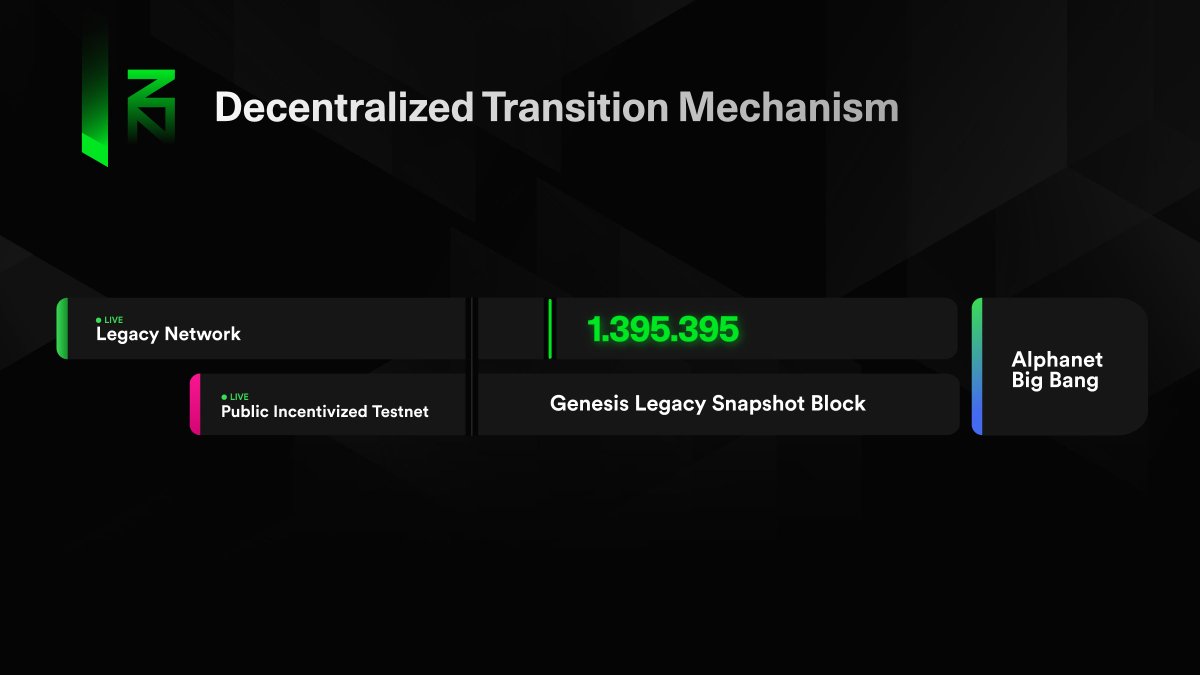 Decentralized Transition Mechanism
LIVE
Legacy Network
1.395.395
LIVE
Public Incentivized Testnet
Genesis Legacy Snapshot Block
Alphanet
Big Bang